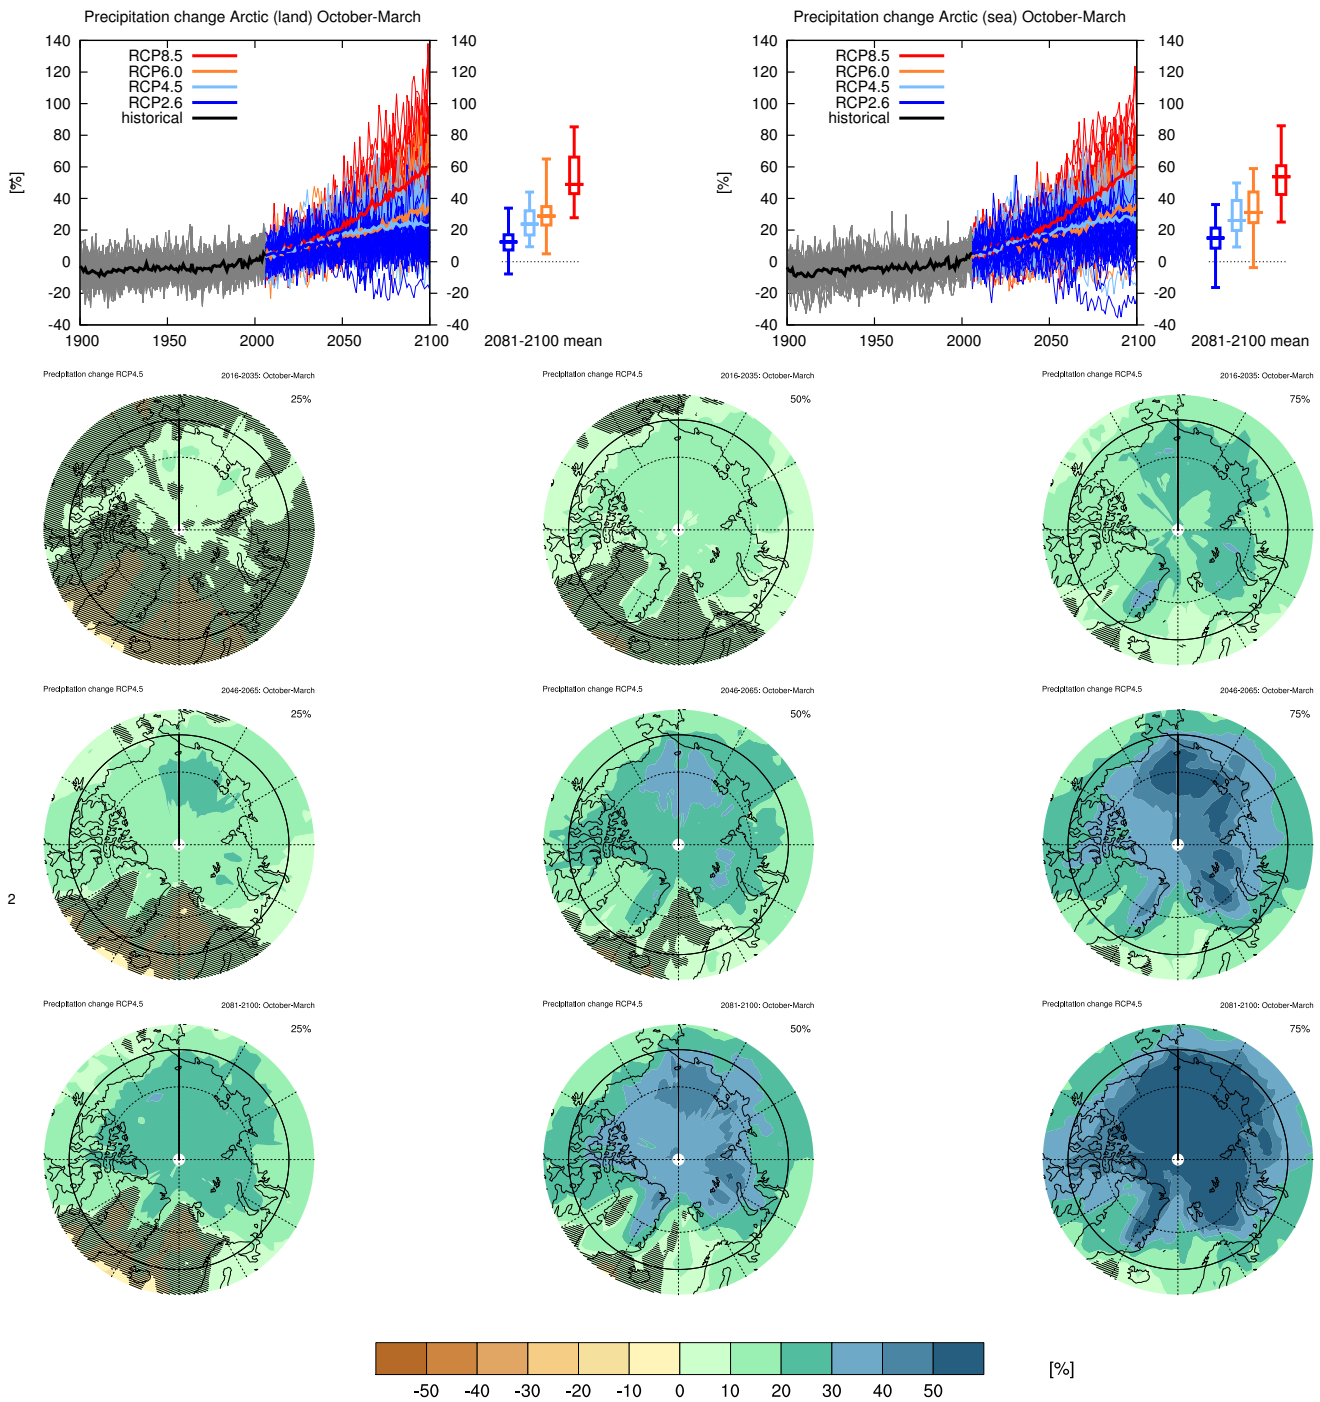 Precipitation change Arctic (land) October-March
140 140
120 120
100 100
80 80
60 60
40 40
20 20
0 0
-20 -20
-40 -40
[%]
RCP8.5
RCP6.0
RCP4.5
RCP2.6
historical
1900 1950 2000 2050 2100
2081-2100 mean
Precipitation change Arctic (sea) October-March
140 140
120 120
100 100
80 80
60 60
40 40
20 20
0 0
-20 -20
-40 -40
[%]
RCP8.5
RCP6.0
RCP4.5
RCP2.6
historical
1900 1950 2000 2050 2100
2081-2100 mean
Precipitation change RCP4.5 2016-2035: October-March
25%
Precipitation change RCP4.5 2016-2035: October-March
50%
Precipitation change RCP4.5 2016-2035: October-March
75%
Precipitation change RCP4.5 2046-2065: October-March
25%
Precipitation change RCP4.5 2046-2065: October-March
50%
Precipitation change RCP4.5 2046-2065: October-March
75%
2
Precipitation change RCP4.5 2081-2100: October-March
25%
Precipitation change RCP4.5 2081-2100: October-March
50%
Precipitation change RCP4.5 2081-2100: October-March
75%
-50 -40 -30 -20 -10 0 10 20 30 40 50
[%]